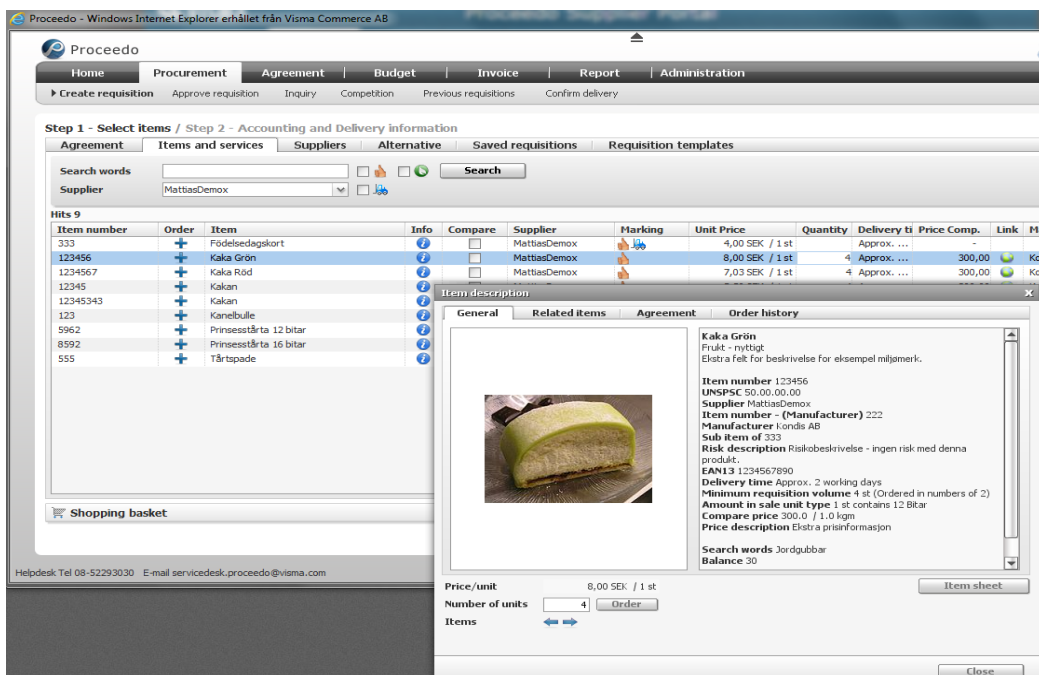 Proceedo Supplier Portal
Proceedo - Windows Internet Explorer erhållet från Visma Commerce AB
Proceedo
Home Procurement Agreement Budget Invoice Report Administration
Create requisition Approve requisition Inquiry Competition Previous requisitions Confirm delivery
Step 1 - Select items / Step 2 - Accounting and Delivery information
Agreement Items and services Suppliers Alternative Saved requisitions Requisition templates
Search words Search
Supplier MattiasDemox
Hits 9
Item number Order Item Info Compare Supplier Marking Unit Price Quantity Delivery ti Price Comp. Link M
333 Födelsedagskort MattiasDemox 4,00 SEK / 1 st Approx. ... -
123456 Kaka Grön MattiasDemox 8,00 SEK / 1 st 4 Approx. ... 300,00 Ko
1234567 Kaka Röd MattiasDemox 7,03 SEK / 1 st 4 Approx. ... 300,00 Ko
12345 Kakan
12345343 Kakan
123 Kanelbulle
5962 Prinsesstårta 12 bitar
8592 Prinsesstårta 16 bitar
555 Tårtspade
Shopping basket
Helpdesk Tel 08-52293030 E-mail servicedesk.proceedo@visma.com
Item description x
General Related items Agreement Order history
Kaka Grön
Frukt - nyttigt
Ekstra felt for beskrivelse for eksempel miljømerk.
Item number 123456
UNSPSC 50.00.00.00
Supplier MattiasDemox
Item number - (Manufacturer) 222
Manufacturer Kondis AB
Sub item of 333
Risk description Risikobeskrivelse - ingen risk med denna
produkt.
EAN13 1234567890
Delivery time Approx. 2 working days
Minimum requisition volume 4 st (Ordered in numbers of 2)
Amount in sale unit type 1 st contains 12 Bitar
Compare price 300.0 / 1.0 kgm
Price description Ekstra prisinformasjon
Search words Jordgubbar
Balance 30
Price/unit 8,00 SEK / 1 st
Item sheet
Number of units 4 Order
Items
Close